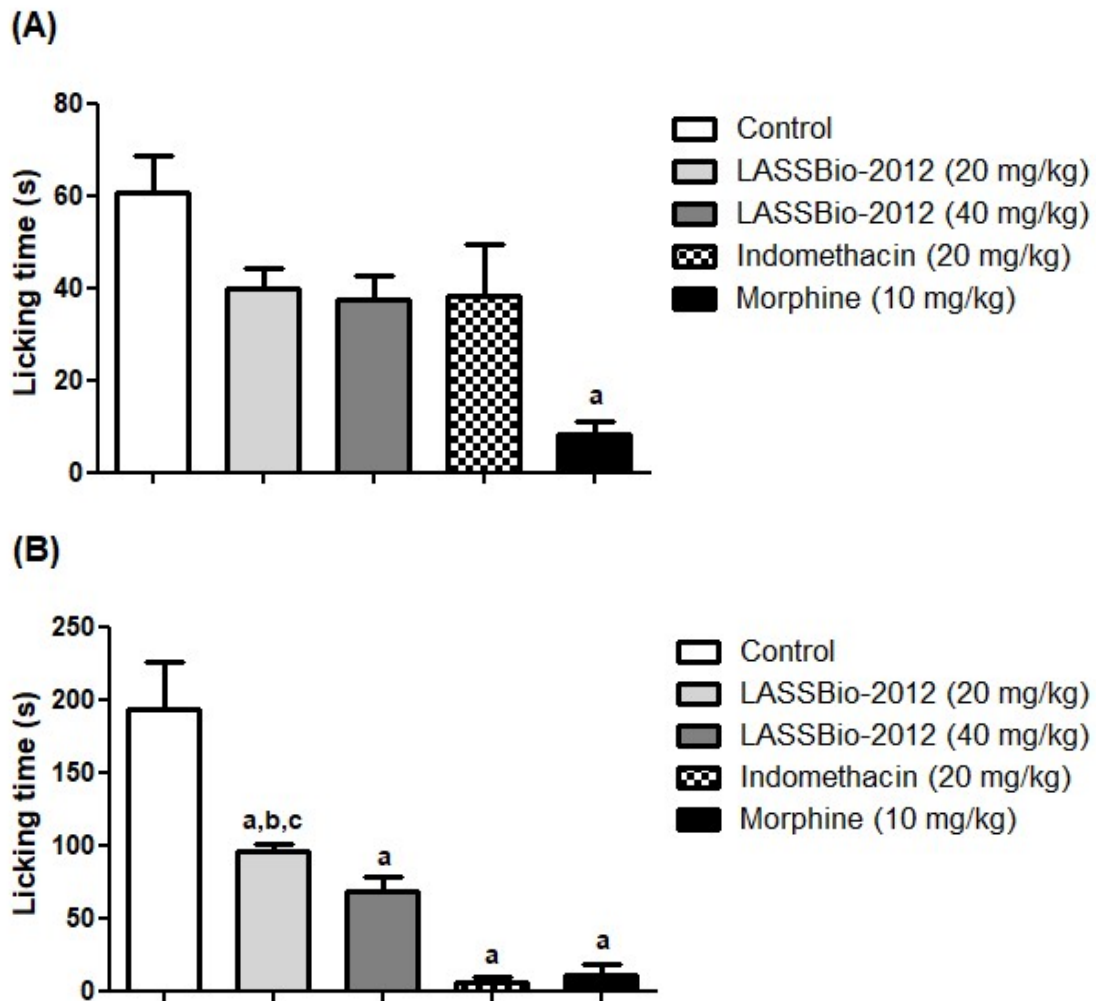 (A)
Licking time (s)
80
60
40
20
0
a
Control
LASSBio-2012 (20 mg/kg)
LASSBio-2012 (40 mg/kg)
Indomethacin (20 mg/kg)
Morphine (10 mg/kg)
(B)
Licking time (s)
250
200
150
100
50
0
a,b,c
a
a
a
Control
LASSBio-2012 (20 mg/kg)
LASSBio-2012 (40 mg/kg)
Indomethacin (20 mg/kg)
Morphine (10 mg/kg)